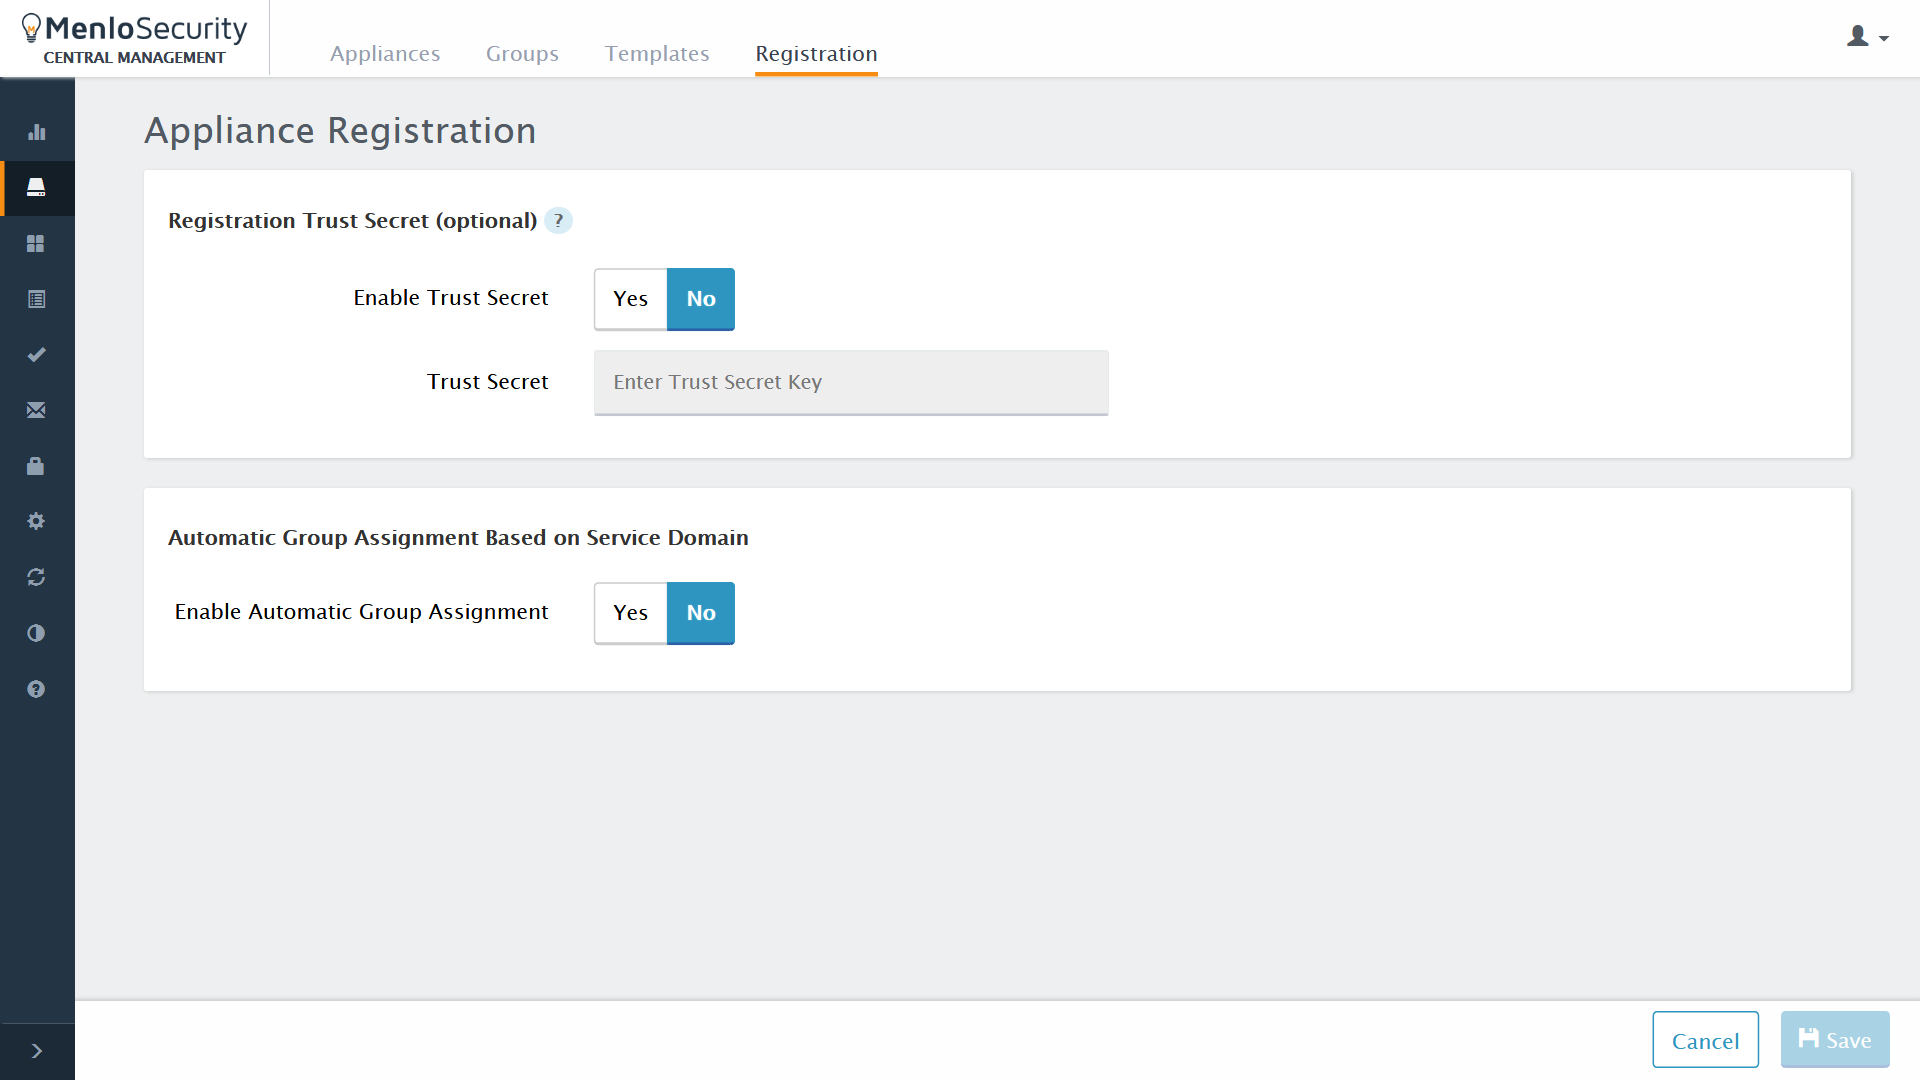 MenloSecurity
CENTRAL MANAGEMENT
Appliances Groups Templates Registration
Appliance Registration
Registration Trust Secret (optional) ?
Enable Trust Secret Yes No
Trust Secret Enter Trust Secret Key
Automatic Group Assignment Based on Service Domain
Enable Automatic Group Assignment Yes No
Cancel Save